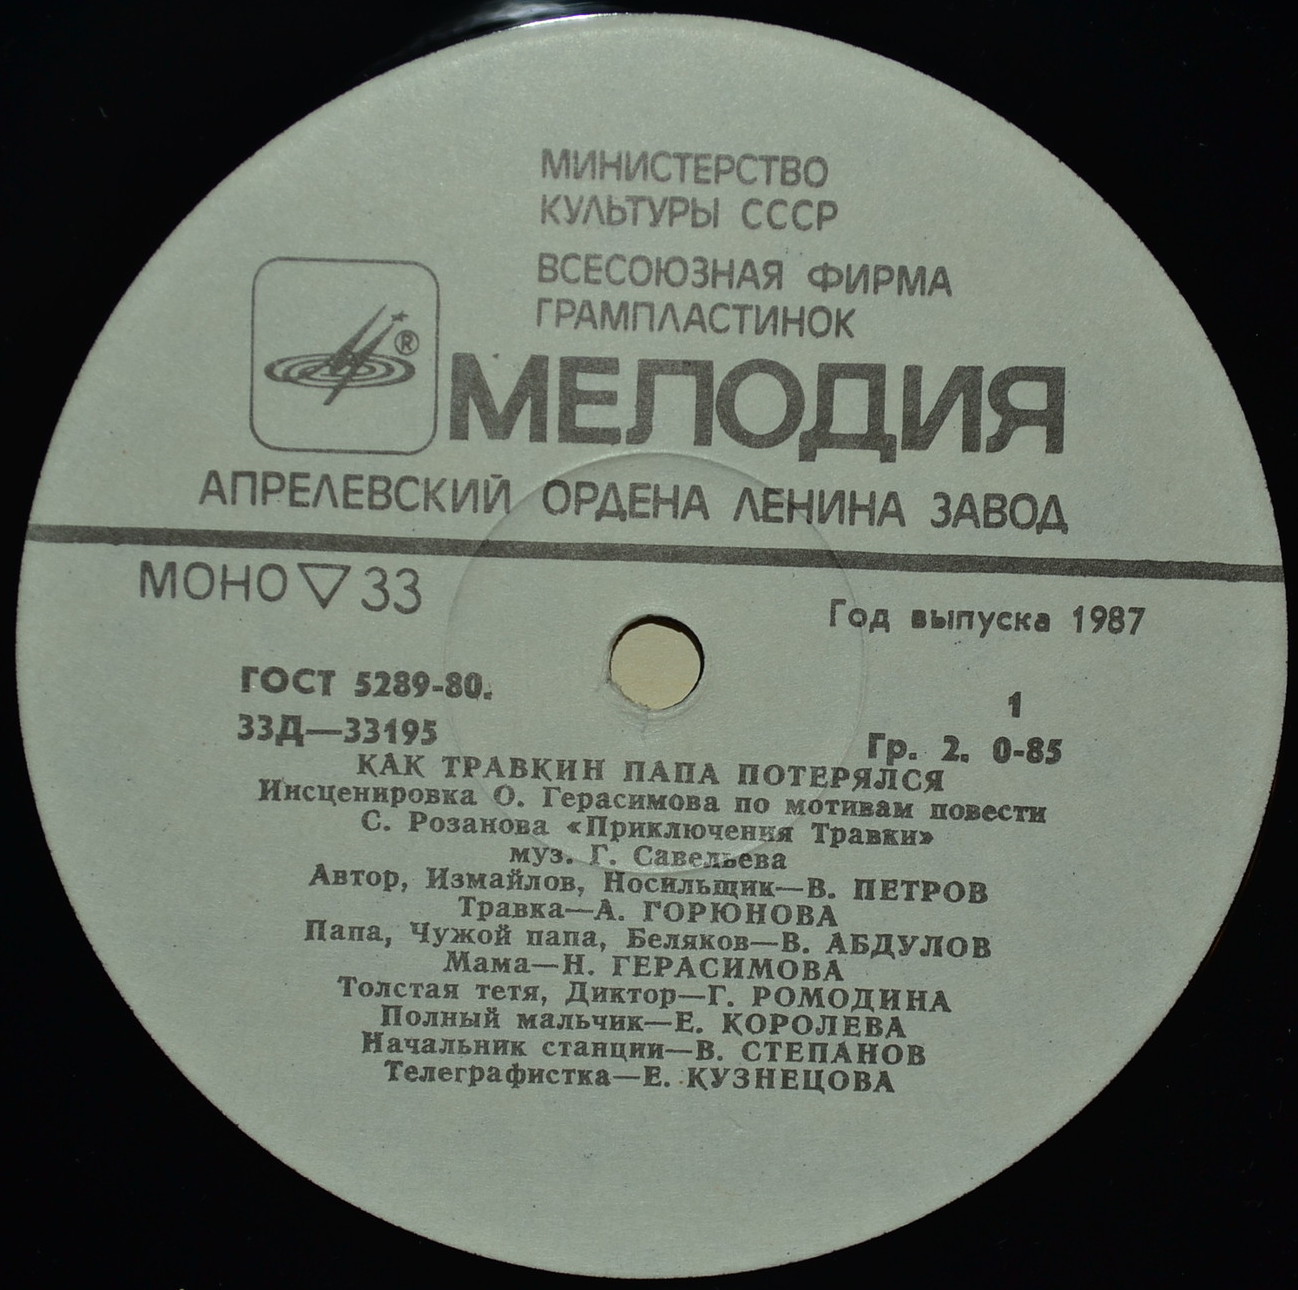 МИНИСТЕРСТВО
КУЛЬТУРЫ СССР
ВСЕСОЮЗНАЯ ФИРМА
ГРАМПЛАСТИНОК
®
МЕЛОДИЯ
АПРЕЛЕВСКИЙ ОРДЕНА ЛЕНИНА ЗАВОД
МОНО ▽ 33
Год выпуска 1987
ГОСТ 5289-80.
33Д—33195
1
Гр. 2. 0-85
КАК ТРАВКИН ПАПА ПОТЕРЯЛСЯ
Инсценировка О. Герасимова по мотивам повести
С. Розанова «Приключения Травки»
муз. Г. Савельева
Автор, Измайлов, Носильщик—В. ПЕТРОВ
Травка—А. ГОРЮНОВА
Папа, Чужой папа, Беляков—В. АБДУЛОВ
Мама—Н. ГЕРАСИМОВА
Толстая тетя, Диктор—Г. РОМОДИНА
Полный мальчик—Е. КОРОЛЕВА
Начальник станции—В. СТЕПАНОВ
Телеграфистка—Е. КУЗНЕЦОВА